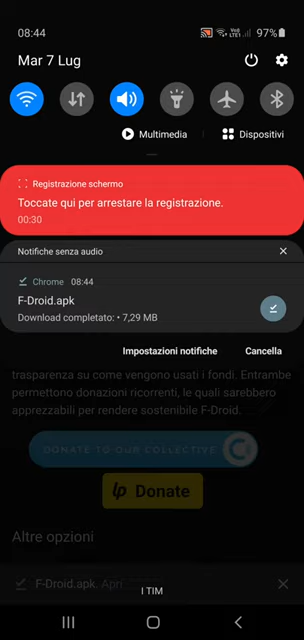 08:44
97%
Mar 7 Lug
Multimedia
Dispositivi
Registrazione schermo
Toccate qui per arrestare la registrazione.
00:30
Notifiche senza audio
Chrome 08:44
F-Droid.apk
Download completato: • 7,29 MB
Impostazioni notifiche
Cancella
trasparenza su come vengono usati i fondi. Entrambe
permettono donazioni ricorrenti, le quali sarebbero
apprezzabili per rendere sostenibile F-Droid.
DONATE TO OUR COLLECTIVE
lp Donate
Altre opzioni
F-Droid.apk. Apri
I TIM